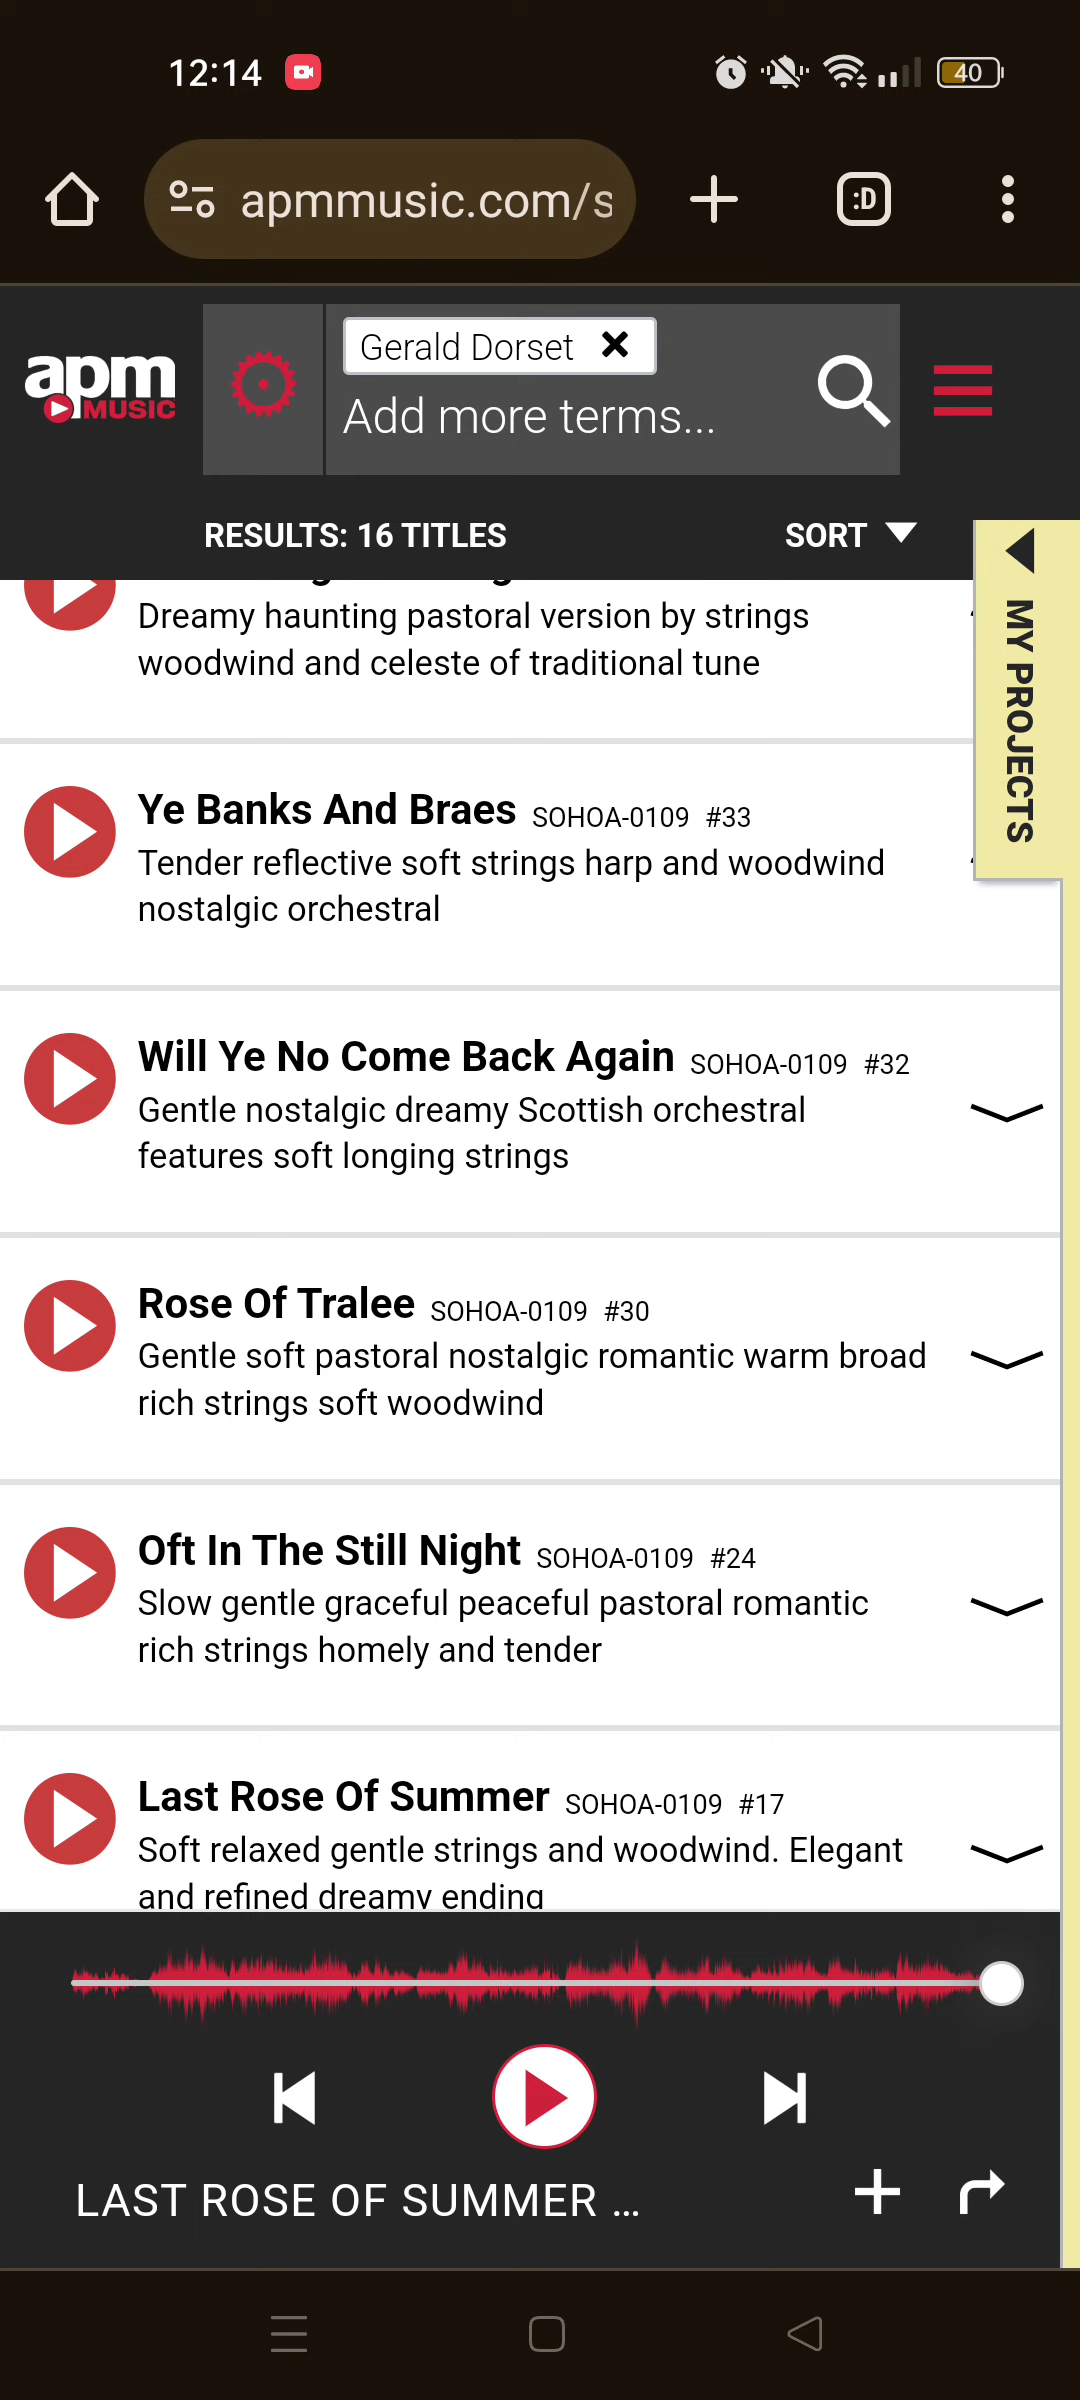 12:14
40
apmmusic.com/s
:D
apm
MUSIC
Gerald Dorset
Add more terms...
RESULTS: 16 TITLES
SORT
MY PROJECTS
Dreamy haunting pastoral version by strings
woodwind and celeste of traditional tune
Ye Banks And Braes SOHOA-0109 #33
Tender reflective soft strings harp and woodwind
nostalgic orchestral
Will Ye No Come Back Again SOHOA-0109 #32
Gentle nostalgic dreamy Scottish orchestral
features soft longing strings
Rose Of Tralee SOHOA-0109 #30
Gentle soft pastoral nostalgic romantic warm broad
rich strings soft woodwind
Oft In The Still Night SOHOA-0109 #24
Slow gentle graceful peaceful pastoral romantic
rich strings homely and tender
Last Rose Of Summer SOHOA-0109 #17
Soft relaxed gentle strings and woodwind. Elegant
and refined dreamy ending
LAST ROSE OF SUMMER ...